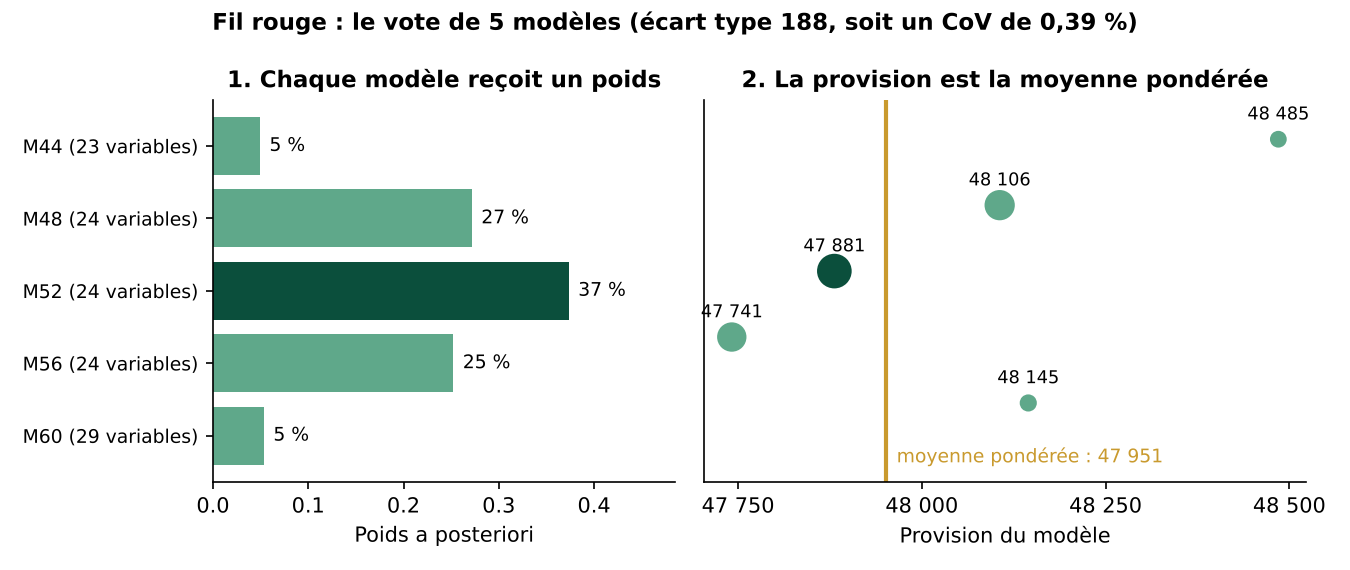 Fil rouge : le vote de 5 modèles (écart type 188, soit un CoV de 0,39 %)
1. Chaque modèle reçoit un poids
M44 (23 variables)
5 %
M48 (24 variables)
27 %
M52 (24 variables)
37 %
M56 (24 variables)
25 %
M60 (29 variables)
5 %
0.0 0.1 0.2 0.3 0.4
Poids a posteriori
2. La provision est la moyenne pondérée
48 485
48 106
47 881
47 741
48 145
moyenne pondérée : 47 951
47 750 48 000 48 250 48 500
Provision du modèle